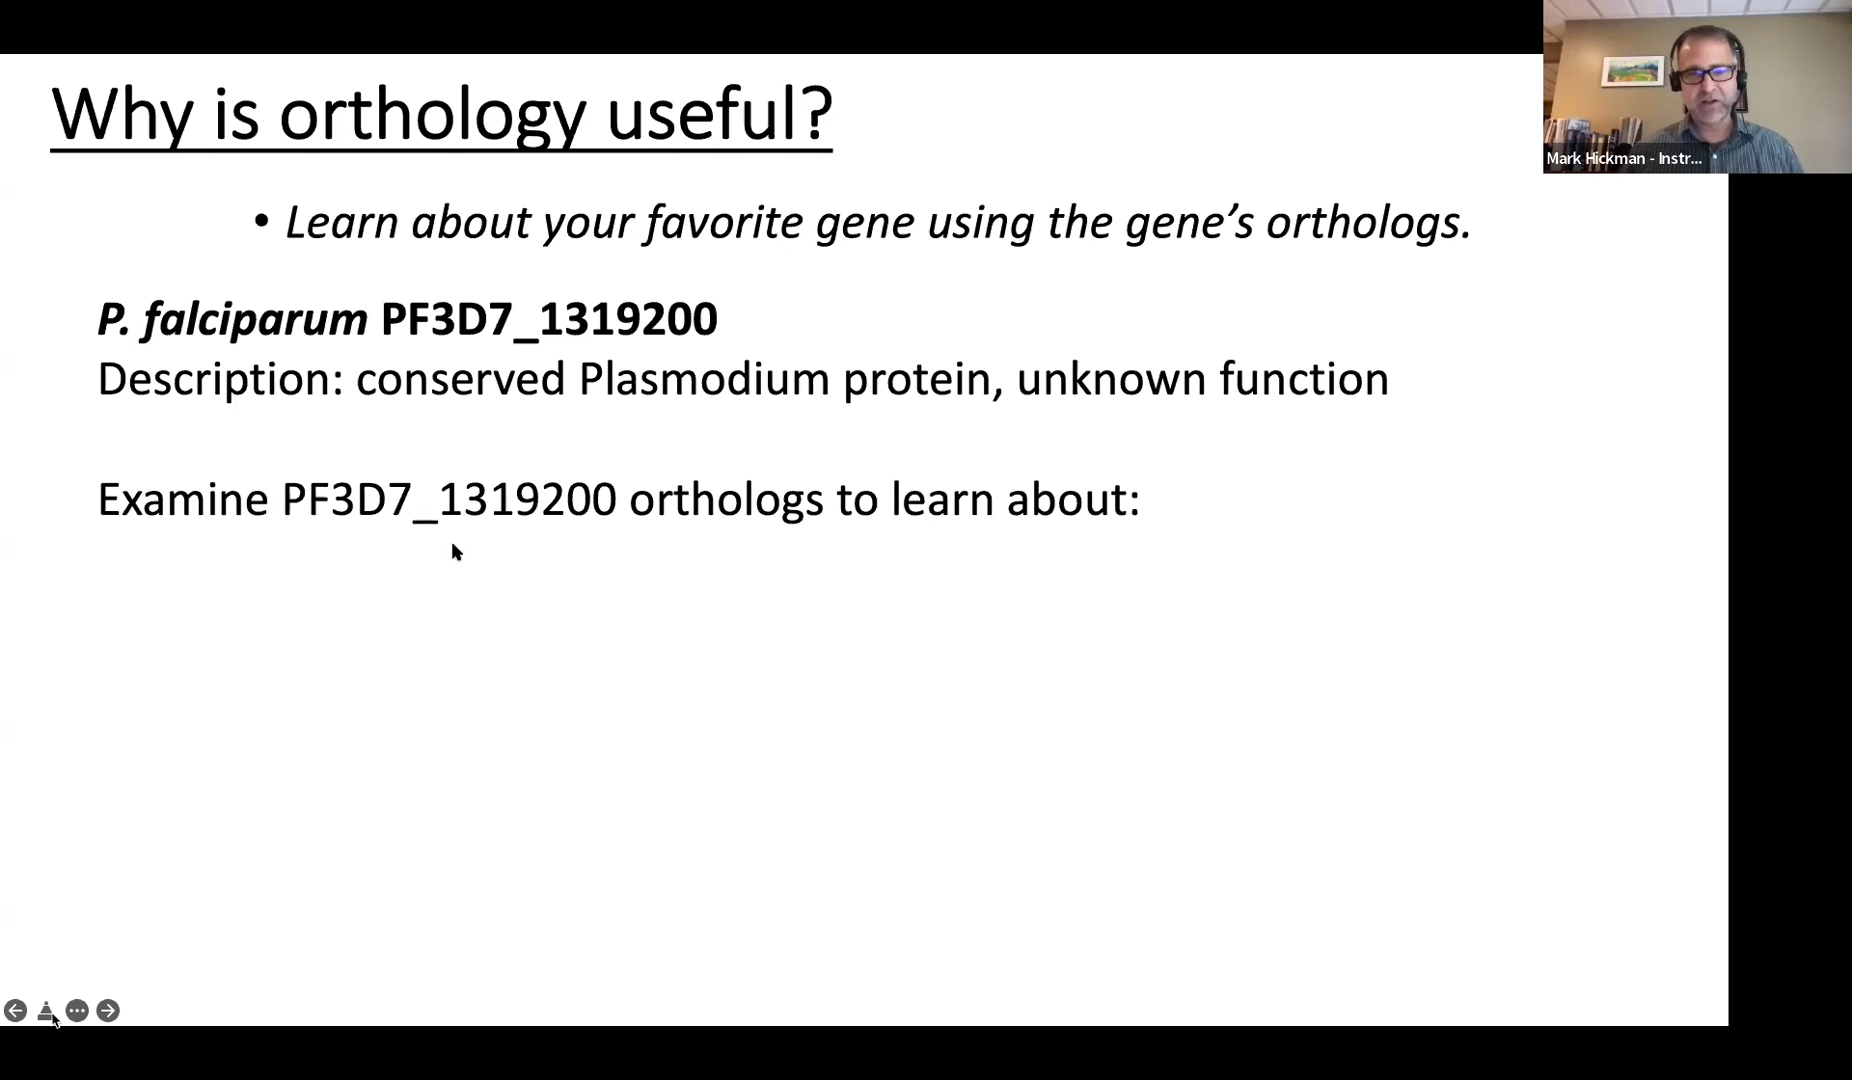 Why is orthology useful?
• Learn about your favorite gene using the gene’s orthologs.
P. falciparum PF3D7_1319200
Description: conserved Plasmodium protein, unknown function
Examine PF3D7_1319200 orthologs to learn about:
Mark Hickman - Instr...